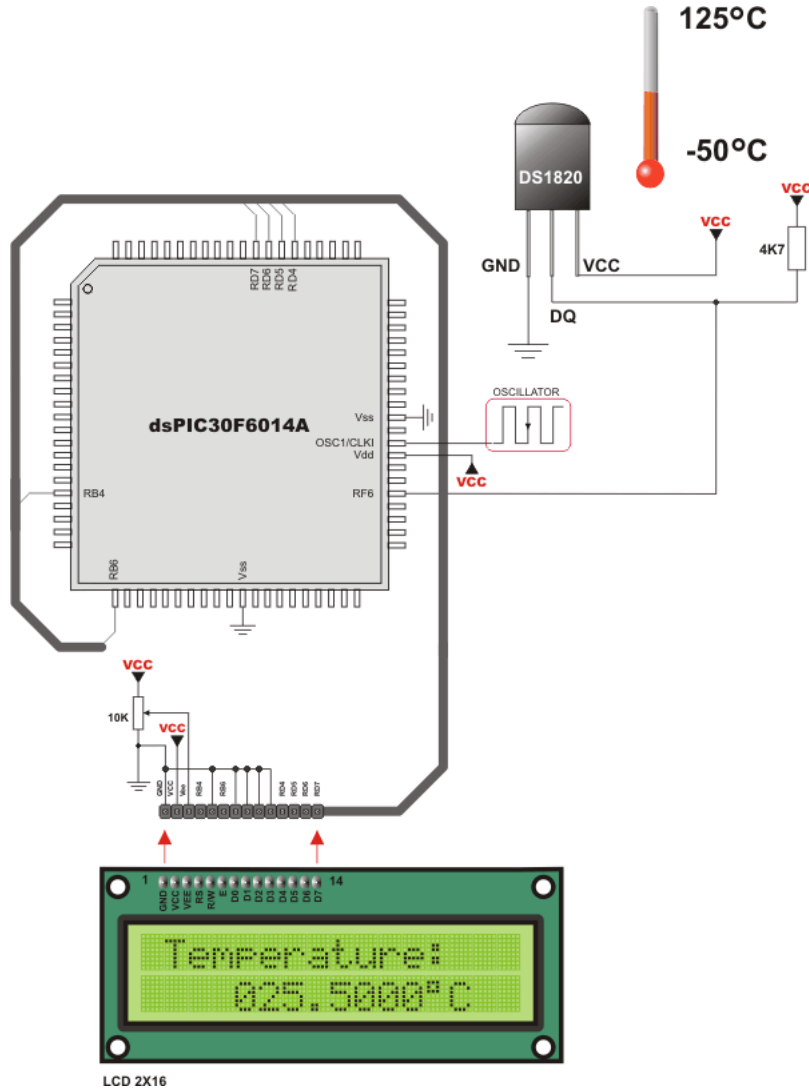 125°C
-50°C
DS1820
VCC
VCC
4K7
GND
VCC
DQ
RD7
RD6
RD5
RD4
dsPIC30F6014A
Vss
OSC1/CLKI
Vdd
RB4
RF6
RB6
Vss
OSCILLATOR
VCC
VCC
10K
VCC
GND
VCC
Vee
RB4
RB6
RD4
RD5
RD6
RD7
1
14
GND
VCC
VEE
RS
R/W
E
D0
D1
D2
D3
D4
D5
D6
D7
Temperature:
025.5000°C
LCD 2X16